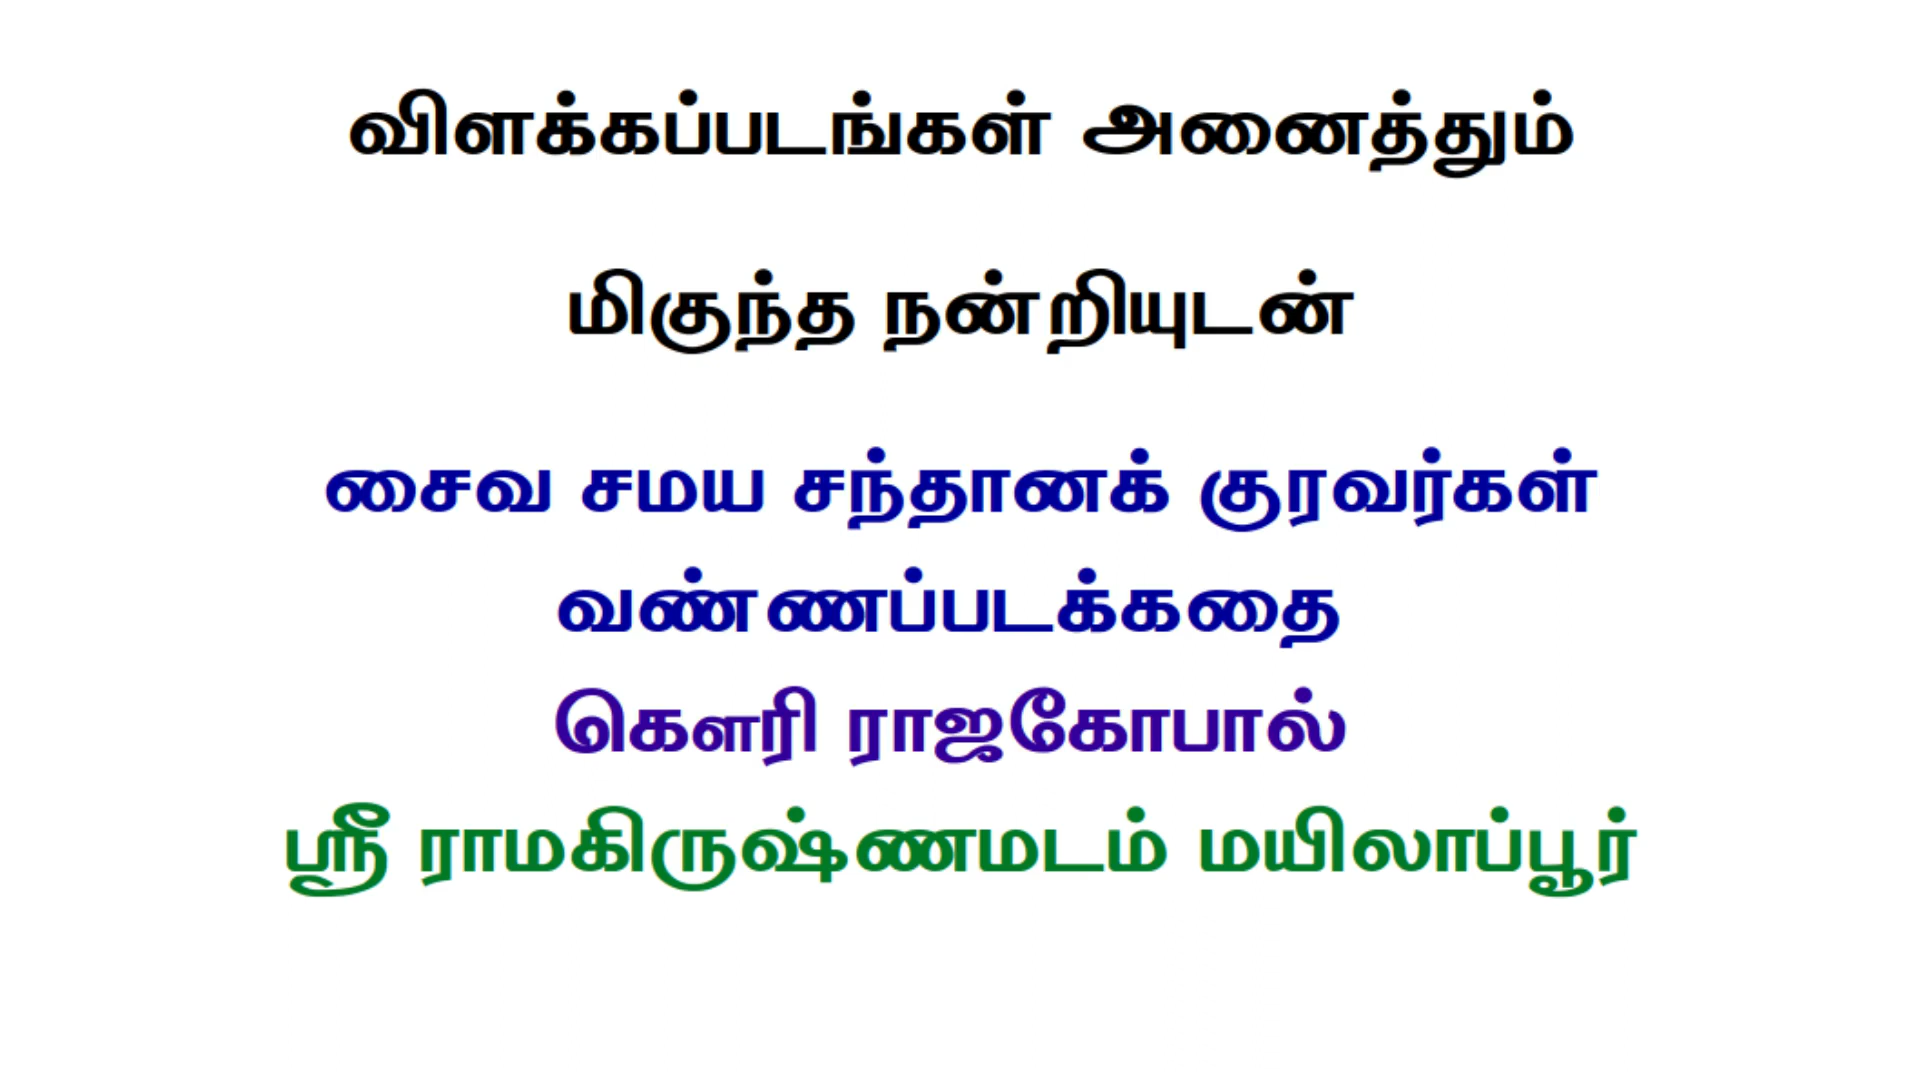 விளக்கப்படங்கள் அனைத்தும்
மிகுந்த நன்றியுடன்
சைவ சமய சந்தானக் குரவர்கள்
வண்ணப்படக்கதை
கௌரி ராஜகோபால்
ஸ்ரீ ராமகிருஷ்ணமடம் மயிலாப்பூர்